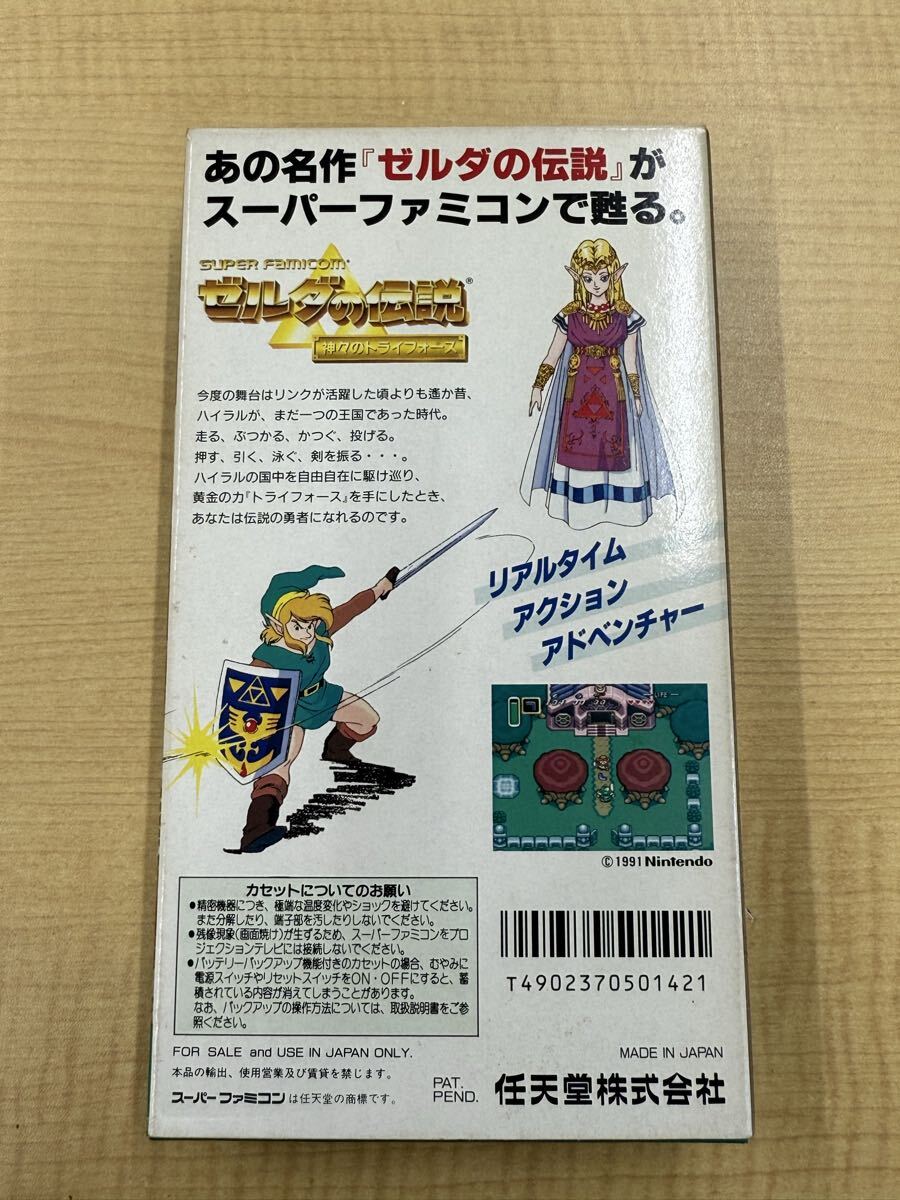 あの名作『ゼルダの伝説』が
スーパーファミコンで甦る。
SUPER FAMICOM
ゼルダの伝説®
神々のトライフォース
今度の舞台はリンクが活躍した頃よりも遙か昔、
ハイラルが、まだ一つの王国であった時代。
走る、ぶつかる、かつぐ、投げる。
押す、引く、泳ぐ、剣を振る・・・。
ハイラルの国中を自由自在に駆け巡り、
黄金の力『トライフォース』を手にしたとき、
あなたは伝説の勇者になれるのです。
リアルタイム
アクション
アドベンチャー
LIFE
©1991 Nintendo
カセットについてのお願い
●精密機器につき、極端な温度変化やショックを避けてください。
また分解したり、端子部を汚したりしないでください。
●残像現象(画面焼け)が生ずるため、スーパーファミコンをプロ
ジェクションテレビには接続しないでください。
●バッテリーバックアップ機能付きのカセットの場合、むやみに
電源スイッチやリセットスイッチをON・OFFにすると、蓄
積されている内容が消えてしまうことがあります。
なお、バックアップの操作方法については、取扱説明書をご参
照ください。
T4902370501421
FOR SALE and USE IN JAPAN ONLY.
本品の輸出、使用営業及び賃貸を禁じます。
スーパーファミコンは任天堂の商標です。
MADE IN JAPAN
PAT.
PEND.
任天堂株式会社